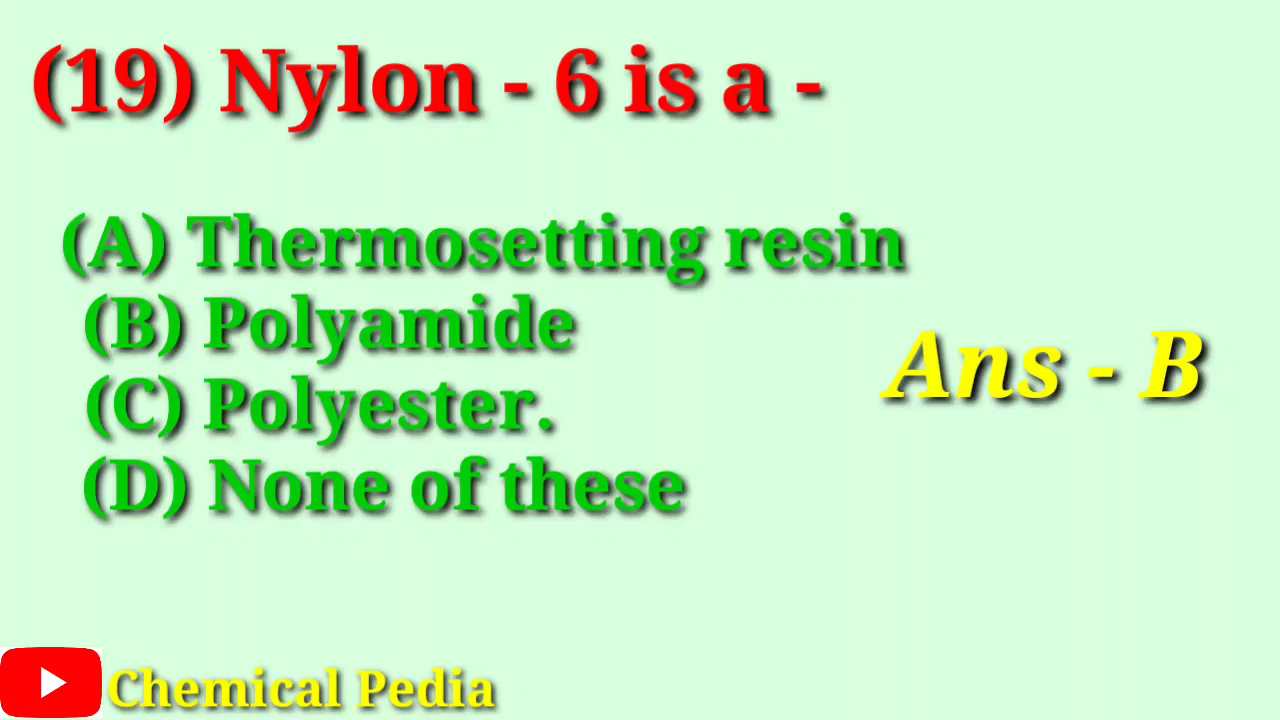 (19) Nylon - 6 is a -
(A) Thermosetting resin
(B) Polyamide
(C) Polyester.
(D) None of these
Ans - B
Chemical Pedia